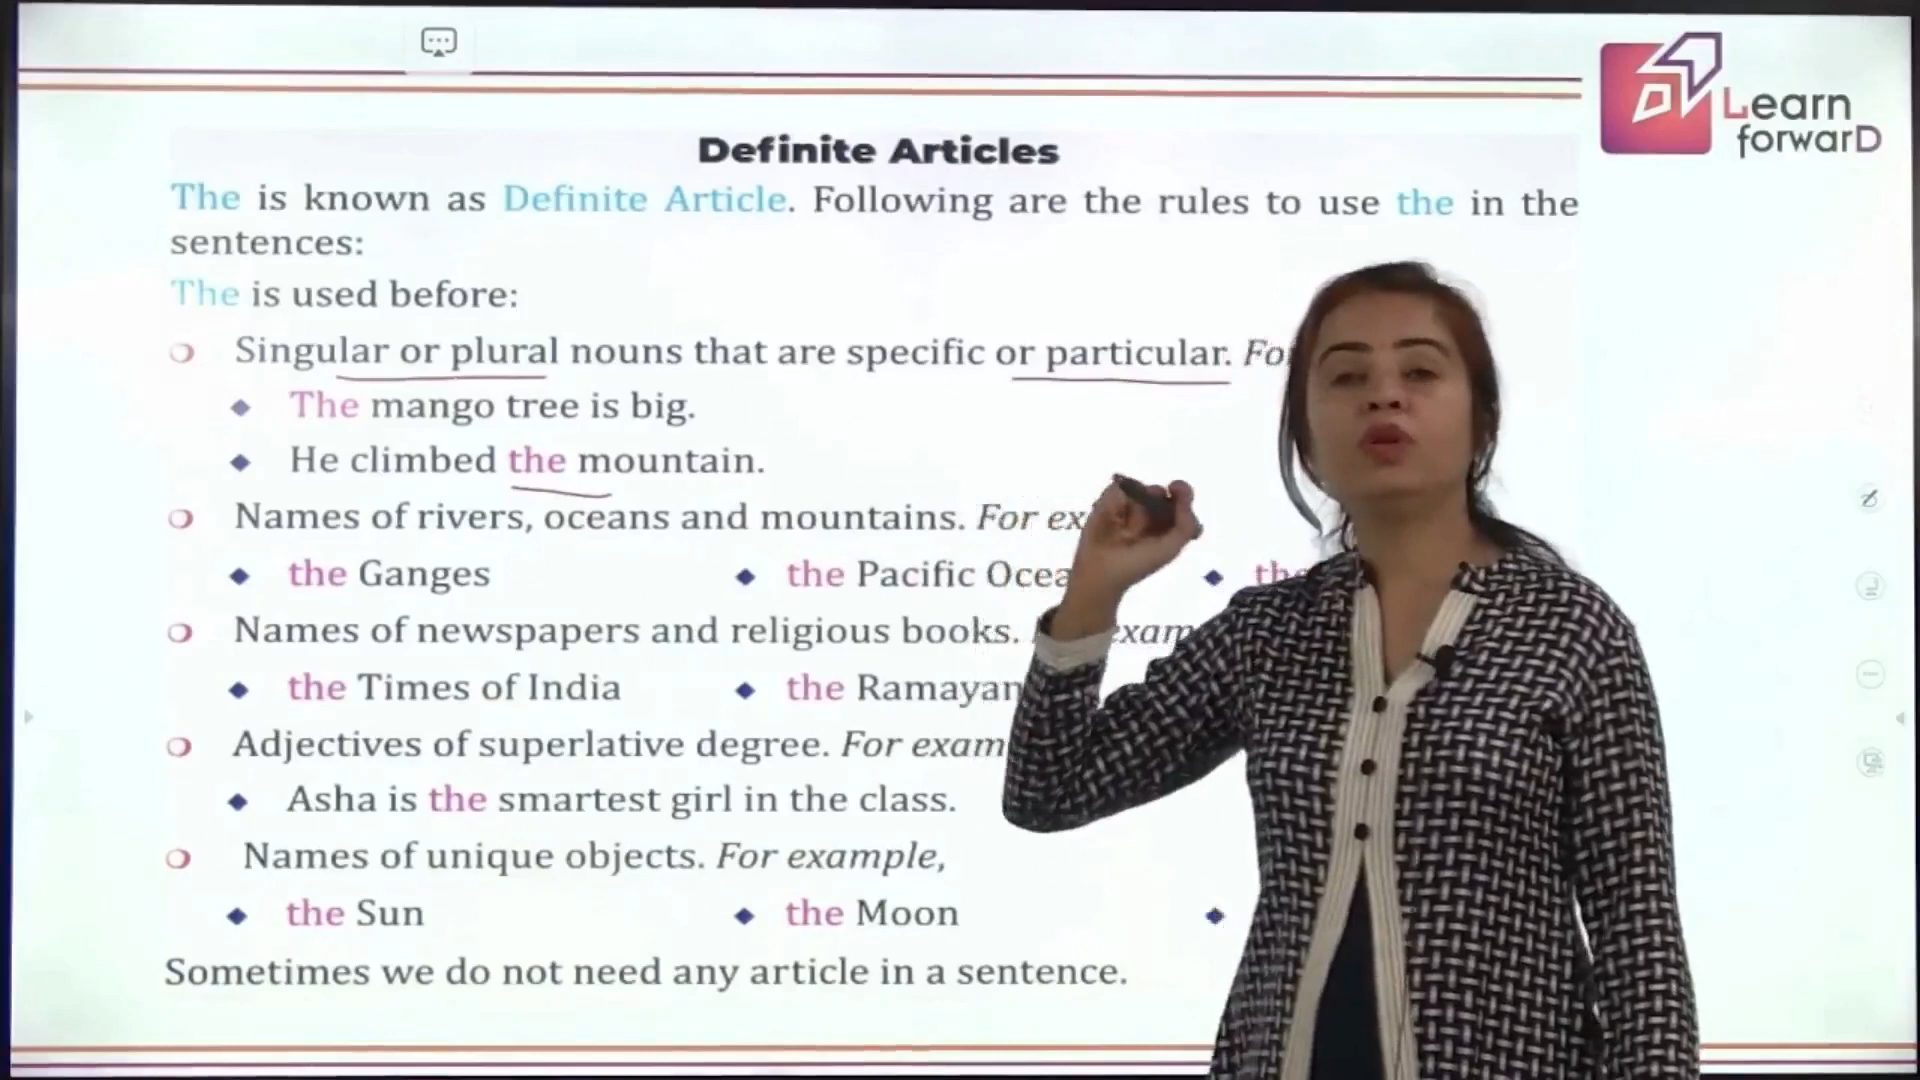 Learn
forwarD
Definite Articles
The is known as Definite Article. Following are the rules to use the in the
sentences:
The is used before:
Singular or plural nouns that are specific or particular.
The mango tree is big.
He climbed the mountain.
Names of rivers, oceans and mountains. For
the Ganges the Pacific
Names of newspapers and religious books.
the Times of India the
Adjectives of superlative degree. For
Asha is the smartest girl in the class.
Names of unique objects. For example,
the Sun the Moon
Sometimes we do not need any article in a sentence.